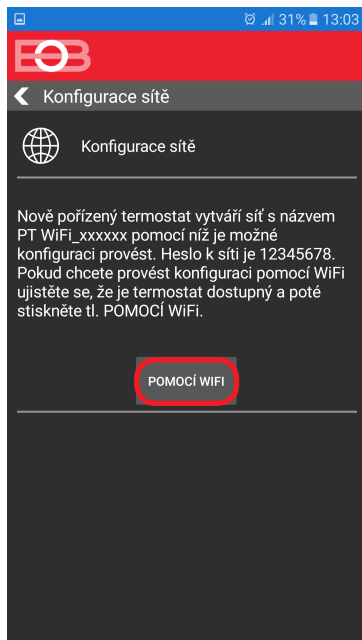 31% 13:03
EOB
Konfigurace sítě
Konfigurace sítě
Nově pořízený termostat vytváří síť s názvem
PT WiFi_xxxxxx pomocí níž je možné
konfiguraci provést. Heslo k síti je 12345678.
Pokud chcete provést konfiguraci pomocí WiFi
ujistěte se, že je termostat dostupný a poté
stiskněte tl. POMOCÍ WiFi.
POMOCÍ WIFI